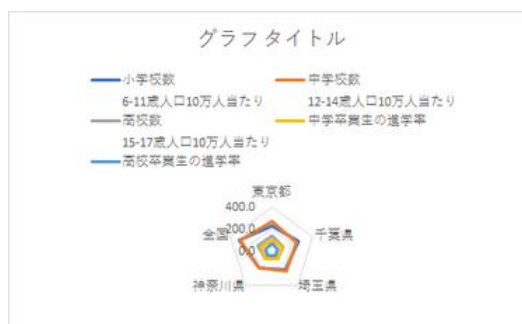 グラフ タイトル
小学校数
6-11歳人口10万人当たり
中学校数
12-14歳人口10万人当たり
高校数
15-17歳人口10万人当たり
中学卒業生の進学率
高校卒業生の進学率
東京都
400.0
200.0
0.0
全国
千葉県
神奈川県
埼玉県